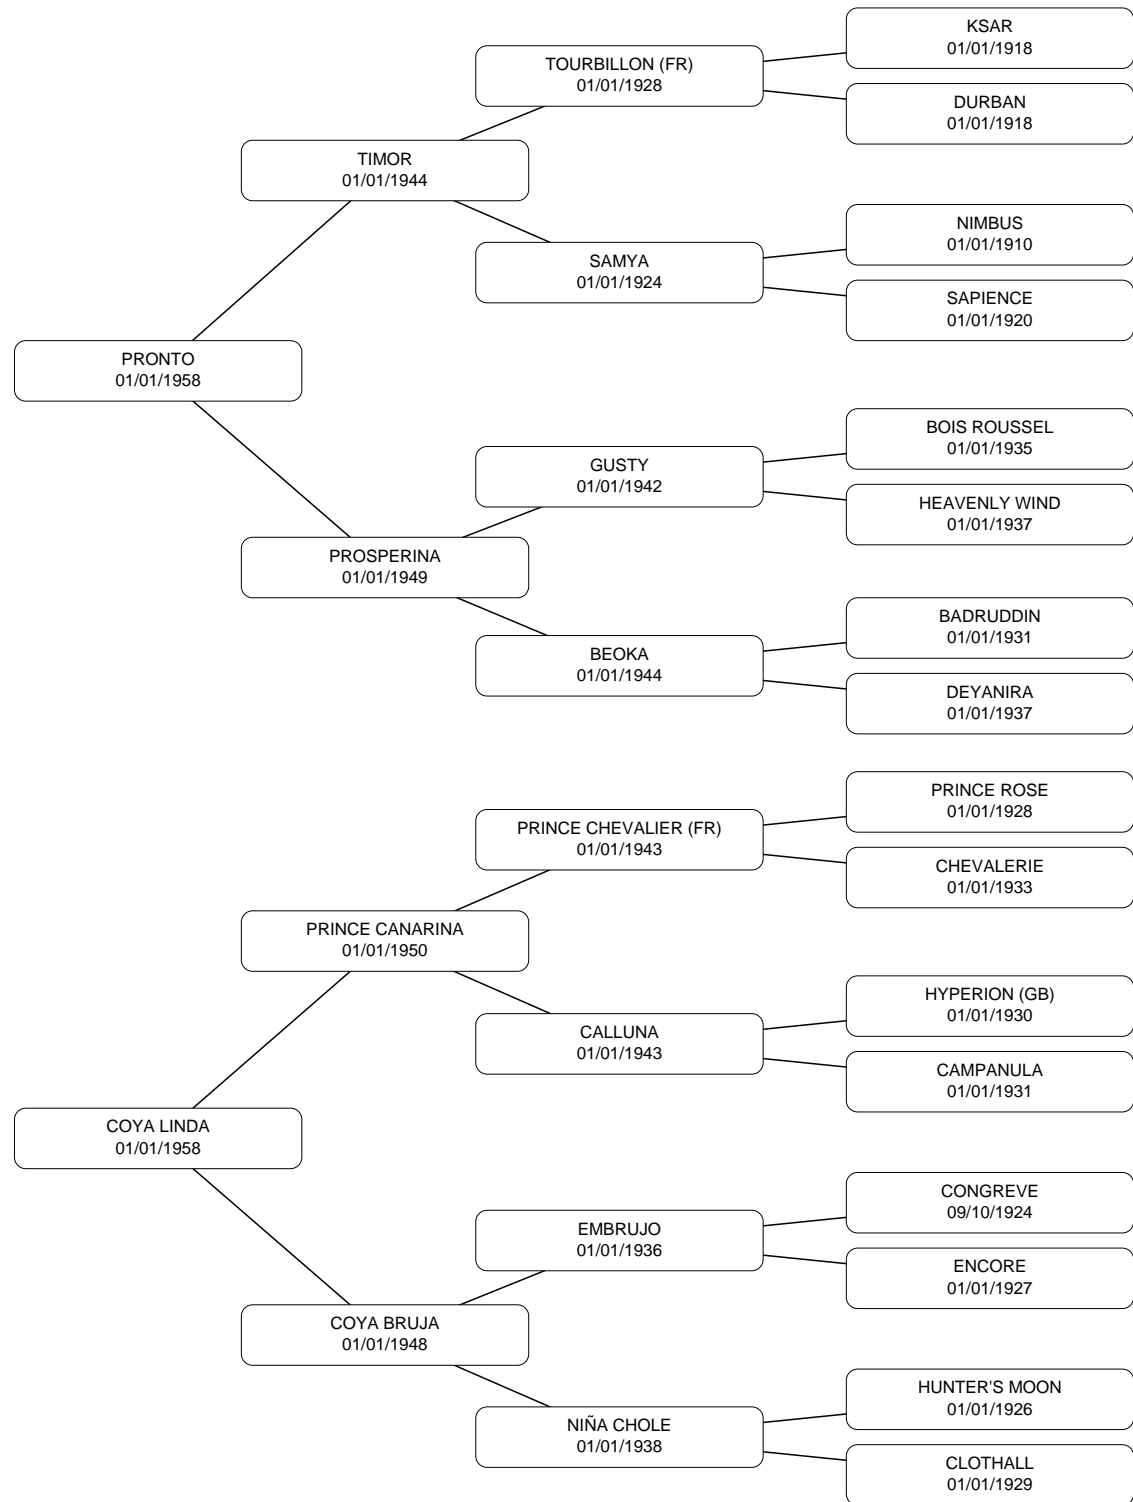 KSAR
01/01/1918
TOURBILLON (FR)
01/01/1928
DURBAN
01/01/1918
TIMOR
01/01/1944
NIMBUS
01/01/1910
SAMYA
01/01/1924
SAPIENCE
01/01/1920
PRONTO
01/01/1958
BOIS ROUSSEL
01/01/1935
GUSTY
01/01/1942
HEAVENLY WIND
01/01/1937
PROSPERINA
01/01/1949
BADRUDDIN
01/01/1931
BEOKA
01/01/1944
DEYANIRA
01/01/1937
PRINCE ROSE
01/01/1928
PRINCE CHEVALIER (FR)
01/01/1943
CHEVALERIE
01/01/1933
PRINCE CANARINA
01/01/1950
HYPERION (GB)
01/01/1930
CALLUNA
01/01/1943
CAMPANULA
01/01/1931
COYA LINDA
01/01/1958
CONGREVE
09/10/1924
EMBRUJO
01/01/1936
ENCORE
01/01/1927
COYA BRUJA
01/01/1948
HUNTER'S MOON
01/01/1926
NIÑA CHOLE
01/01/1938
CLOTHALL
01/01/1929